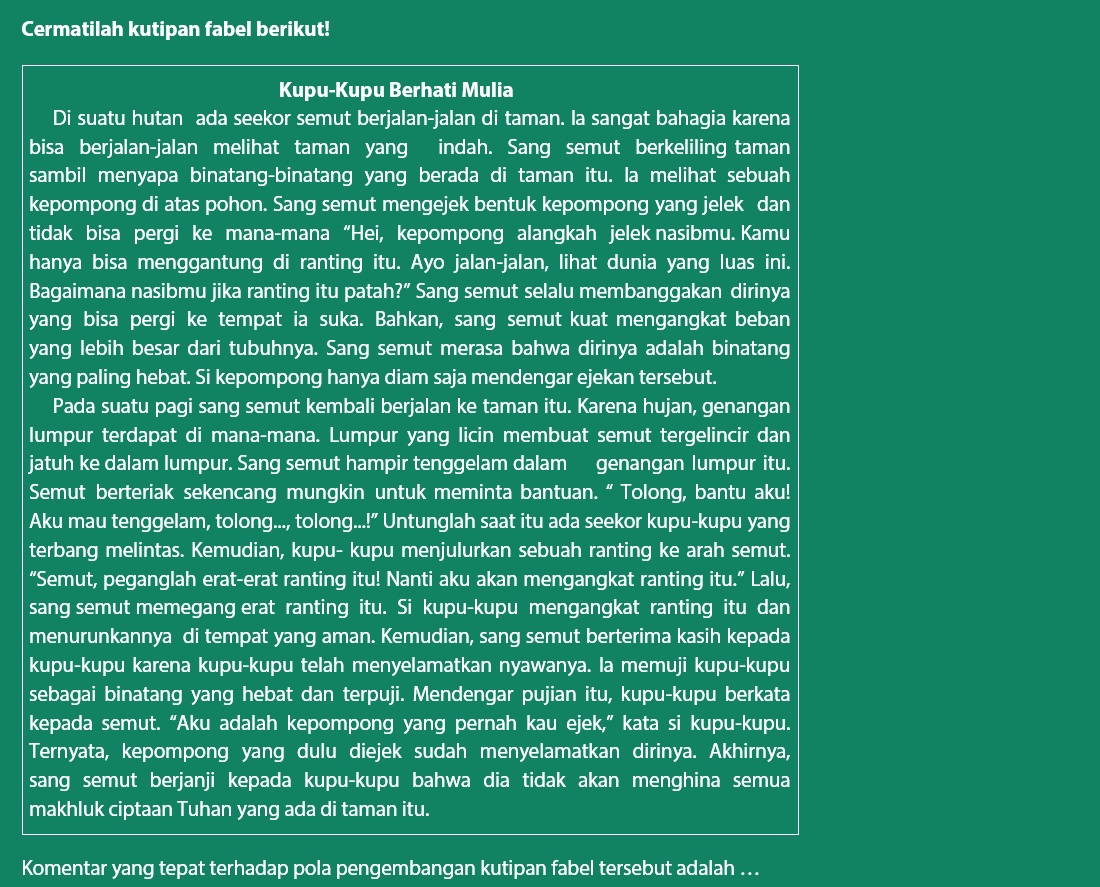 Cermatilah kutipan fabel berikut!
Kupu-Kupu Berhati Mulia
Di suatu hutan ada seekor semut berjalan-jalan di taman. Ia sangat bahagia karena
bisa berjalan-jalan melihat taman yang indah. Sang semut berkeliling taman
sambil menyapa binatang-binatang yang berada di taman itu. Ia melihat sebuah
kepompong di atas pohon. Sang semut mengejek bentuk kepompong yang jelek dan
tidak bisa pergi ke mana-mana “Hei, kepompong alangkah jelek nasibmu. Kamu
hanya bisa menggantung di ranting itu. Ayo jalan-jalan, lihat dunia yang luas ini.
Bagaimana nasibmu jika ranting itu patah?” Sang semut selalu membanggakan dirinya
yang bisa pergi ke tempat ia suka. Bahkan, sang semut kuat mengangkat beban
yang lebih besar dari tubuhnya. Sang semut merasa bahwa dirinya adalah binatang
yang paling hebat. Si kepompong hanya diam saja mendengar ejekan tersebut.
Pada suatu pagi sang semut kembali berjalan ke taman itu. Karena hujan, genangan
lumpur terdapat di mana-mana. Lumpur yang licin membuat semut tergelincir dan
jatuh ke dalam lumpur. Sang semut hampir tenggelam dalam genangan lumpur itu.
Semut berteriak sekencang mungkin untuk meminta bantuan. “ Tolong, bantu aku!
Aku mau tenggelam, tolong..., tolong...!” Untunglah saat itu ada seekor kupu-kupu yang
terbang melintas. Kemudian, kupu- kupu menjulurkan sebuah ranting ke arah semut.
“Semut, peganglah erat-erat ranting itu! Nanti aku akan mengangkat ranting itu.” Lalu,
sang semut memegang erat ranting itu. Si kupu-kupu mengangkat ranting itu dan
menurunkannya di tempat yang aman. Kemudian, sang semut berterima kasih kepada
kupu-kupu karena kupu-kupu telah menyelamatkan nyawanya. Ia memuji kupu-kupu
sebagai binatang yang hebat dan terpuji. Mendengar pujian itu, kupu-kupu berkata
kepada semut. “Aku adalah kepompong yang pernah kau ejek,” kata si kupu-kupu.
Ternyata, kepompong yang dulu diejek sudah menyelamatkan dirinya. Akhirnya,
sang semut berjanji kepada kupu-kupu bahwa dia tidak akan menghina semua
makhluk ciptaan Tuhan yang ada di taman itu.
Komentar yang tepat terhadap pola pengembangan kutipan fabel tersebut adalah …